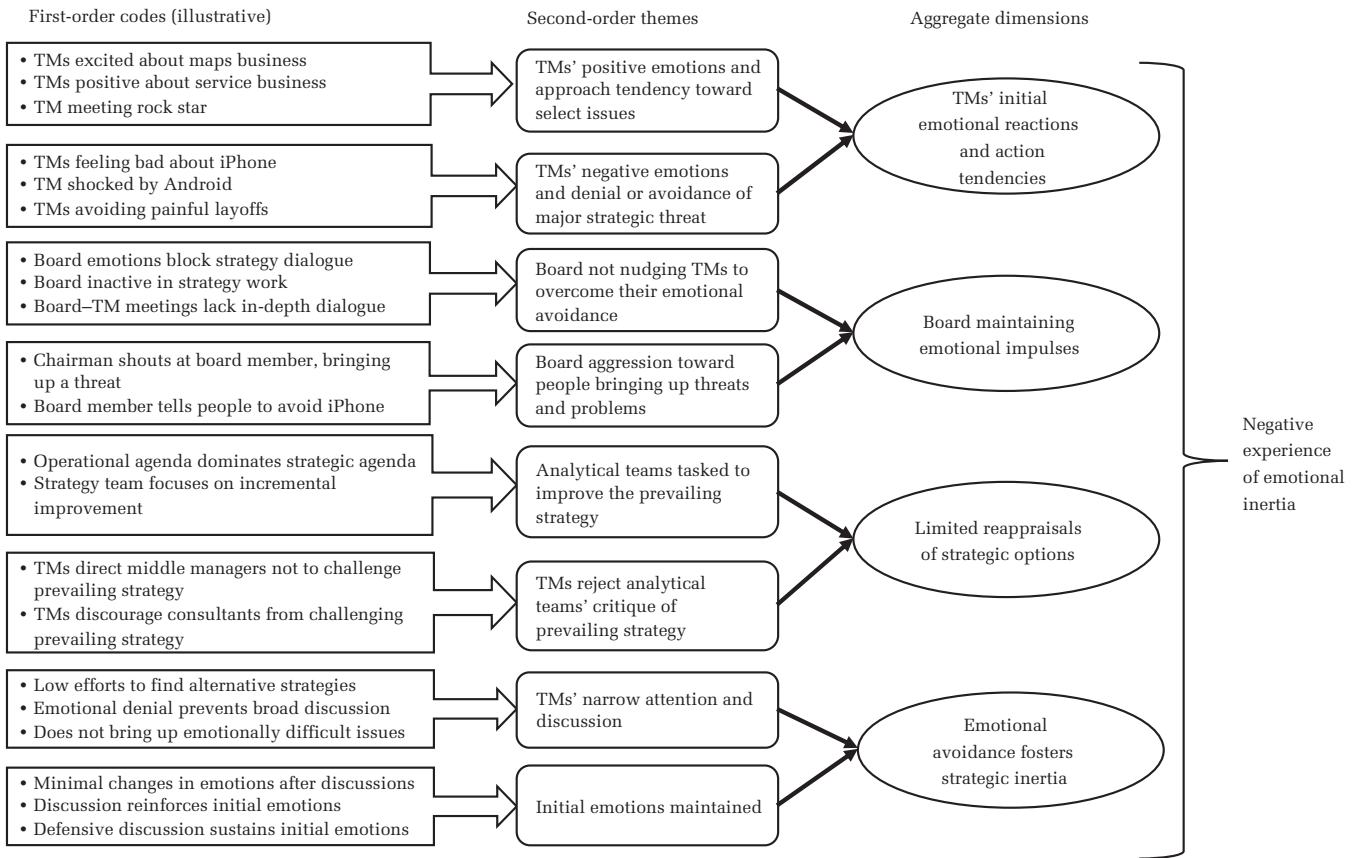 First-order codes (illustrative)
Second-order themes
Aggregate dimensions
• TMs excited about maps business
• TMs positive about service business
• TM meeting rock star
TMs' positive emotions and
approach tendency toward
select issues
TMs' initial
emotional reactions
and action
tendencies
• TMs feeling bad about iPhone
• TM shocked by Android
• TMs avoiding painful layoffs
TMs' negative emotions
and denial or avoidance of
major strategic threat
• Board emotions block strategy dialogue
• Board inactive in strategy work
• Board–TM meetings lack in-depth dialogue
Board not nudging TMs to
overcome their emotional
avoidance
Board maintaining
emotional impulses
• Chairman shouts at board member, bringing
up a threat
• Board member tells people to avoid iPhone
Board aggression toward
people bringing up threats
and problems
• Operational agenda dominates strategic agenda
• Strategy team focuses on incremental
improvement
Analytical teams tasked to
improve the prevailing
strategy
Limited reappraisals
of strategic options
• TMs direct middle managers not to challenge
prevailing strategy
• TMs discourage consultants from challenging
prevailing strategy
TMs reject analytical
teams' critique of
prevailing strategy
• Low efforts to find alternative strategies
• Emotional denial prevents broad discussion
• Does not bring up emotionally difficult issues
TMs' narrow attention and
discussion
Emotional
avoidance fosters
strategic inertia
• Minimal changes in emotions after discussions
• Discussion reinforces initial emotions
• Defensive discussion sustains initial emotions
Initial emotions maintained
Negative
experience
of emotional
inertia